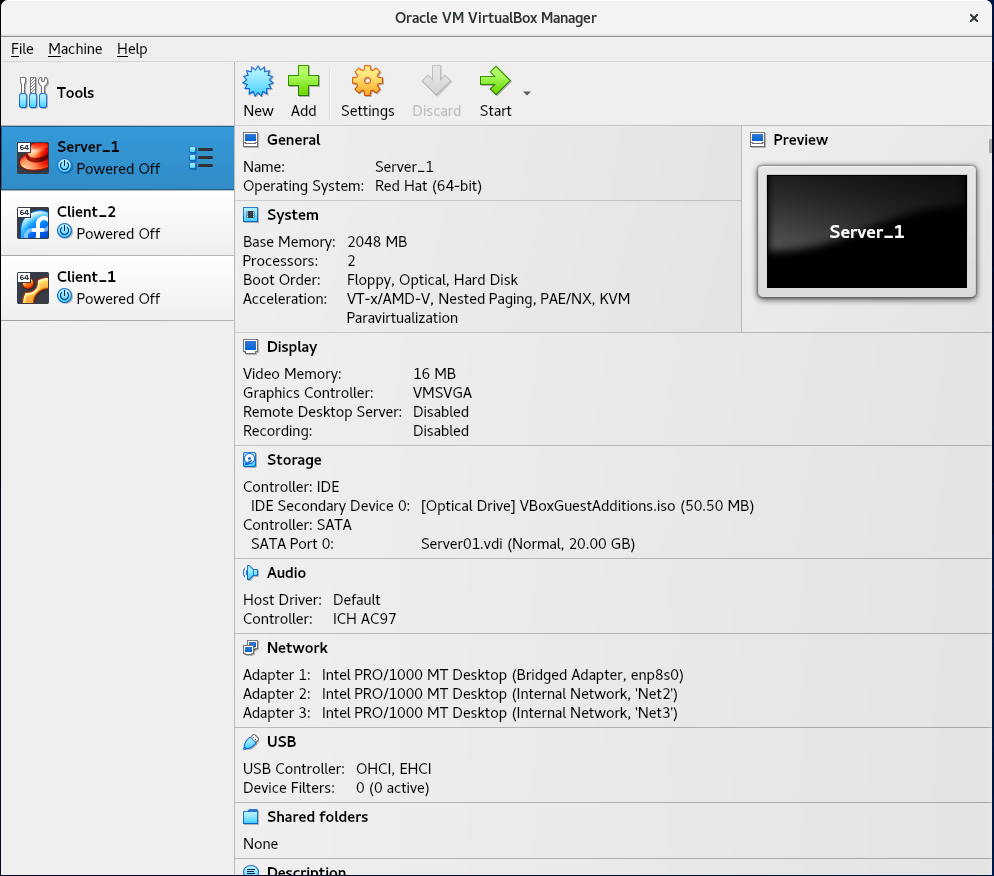 Oracle VM VirtualBox Manager
File Machine Help
Tools
New Add Settings Discard Start
64 Server_1
Powered Off
64 Client_2
Powered Off
64 Client_1
Powered Off
General
Name: Server_1
Operating System: Red Hat (64-bit)
System
Base Memory: 2048 MB
Processors: 2
Boot Order: Floppy, Optical, Hard Disk
Acceleration: VT-x/AMD-V, Nested Paging, PAE/NX, KVM
Paravirtualization
Preview
Server_1
Display
Video Memory: 16 MB
Graphics Controller: VMSVGA
Remote Desktop Server: Disabled
Recording: Disabled
Storage
Controller: IDE
IDE Secondary Device 0: [Optical Drive] VBoxGuestAdditions.iso (50.50 MB)
Controller: SATA
SATA Port 0: Server01.vdi (Normal, 20.00 GB)
Audio
Host Driver: Default
Controller: ICH AC97
Network
Adapter 1: Intel PRO/1000 MT Desktop (Bridged Adapter, enp8s0)
Adapter 2: Intel PRO/1000 MT Desktop (Internal Network, 'Net2')
Adapter 3: Intel PRO/1000 MT Desktop (Internal Network, 'Net3')
USB
USB Controller: OHCI, EHCI
Device Filters: 0 (0 active)
Shared folders
None
Description